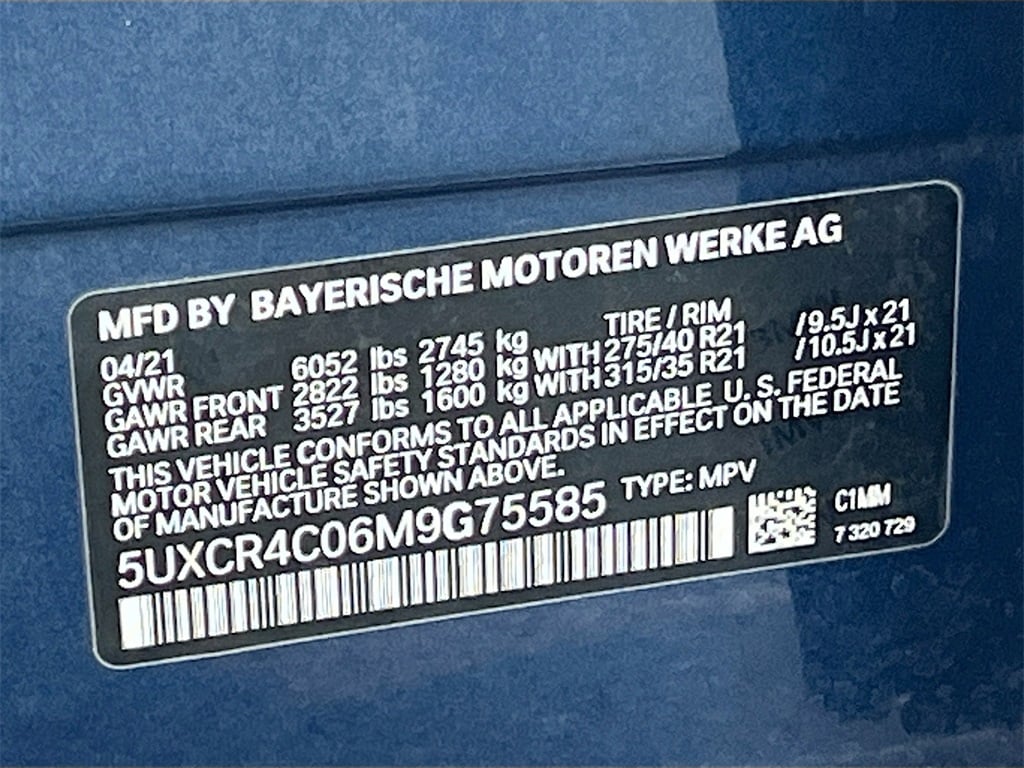 MFD BY BAYERISCHE MOTOREN WERKE AG
04/21 TIRE / RIM
GVWR 6052 lbs 2745 kg
GAWR FRONT 2822 lbs 1280 kg WITH 275/40 R21 /9.5J x 21
GAWR REAR 3527 lbs 1600 kg WITH 315/35 R21 /10.5J x 21
THIS VEHICLE CONFORMS TO ALL APPLICABLE U.S. FEDERAL
MOTOR VEHICLE SAFETY STANDARDS IN EFFECT ON THE DATE
OF MANUFACTURE SHOWN ABOVE.
5UXCR4C06M9G75585 TYPE: MPV
C1MM
7 320 729